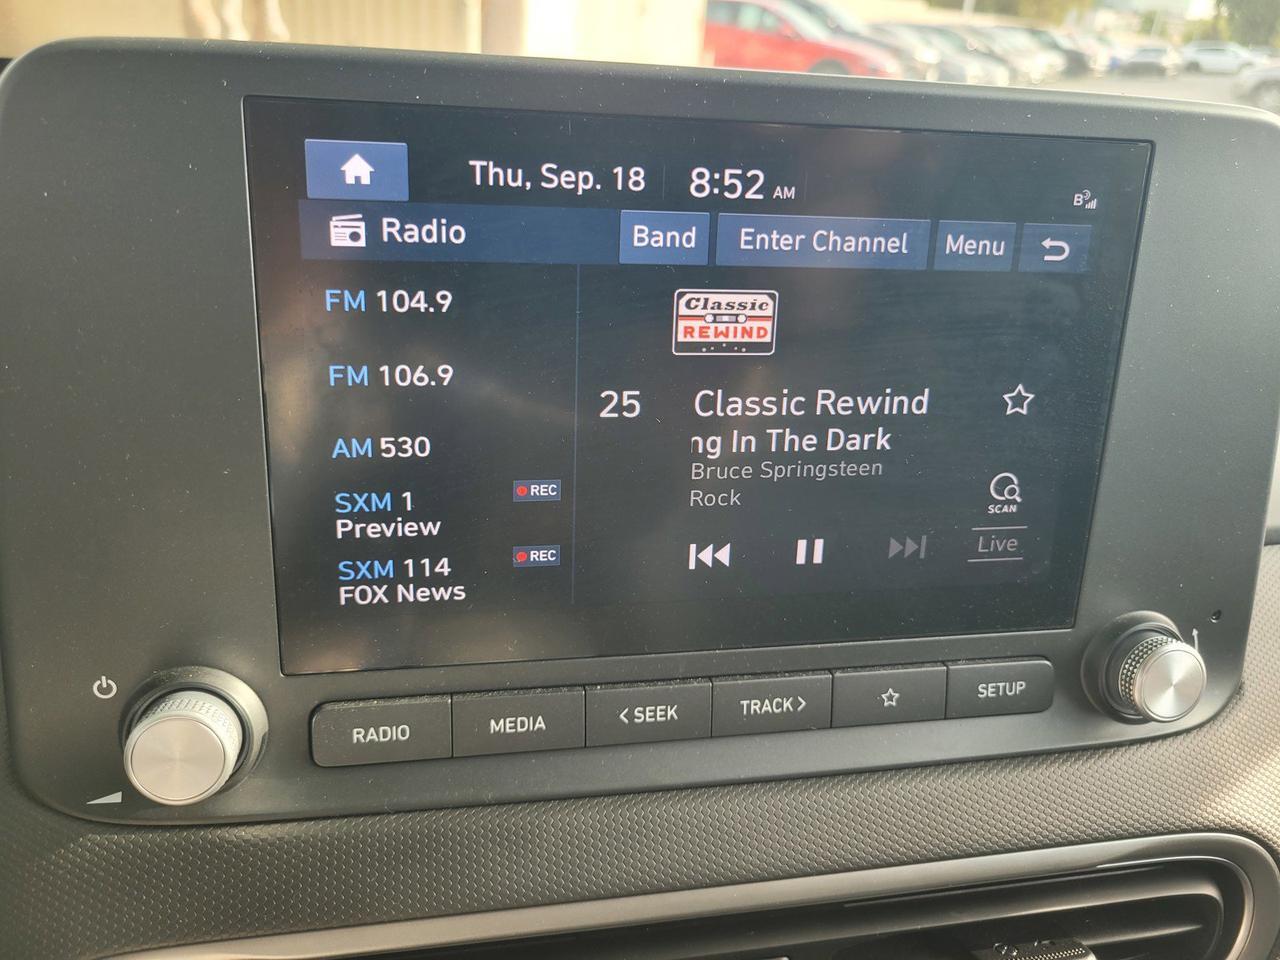 Thu, Sep. 18 8:52 AM
B
Radio Band Enter Channel Menu
FM 104.9
FM 106.9
AM 530
SXM 1 REC
Preview
SXM 114 REC
FOX News
Classic
REWIND
25 Classic Rewind
ng In The Dark
Bruce Springsteen
Rock
SCAN
Live
RADIO MEDIA <SEEK TRACK> SETUP